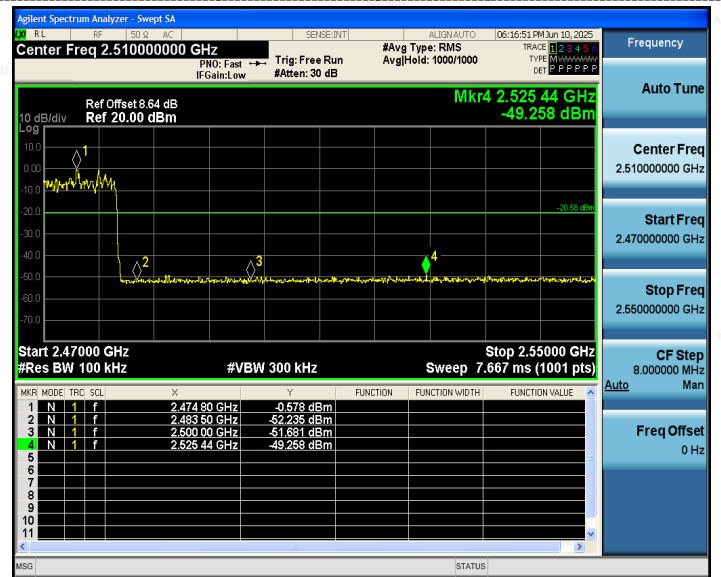 Agilent Spectrum Analyzer - Swept SA
LXI RL RF 50 Ω AC SENSE:INT ALIGNAUTO 06:16:51 PM Jun 10, 2025
Center Freq 2.510000000 GHz
PNO: Fast
IFGain:Low
Trig: Free Run
#Atten: 30 dB
#Avg Type: RMS
Avg|Hold: 1000/1000
TRACE 1 2 3 4 5 6
TYPE M
DET P P P P P P
Ref Offset 8.64 dB
Ref 20.00 dBm
10 dB/div
Log
Mkr4 2.525 44 GHz
-49.258 dBm
10.0
0.00
-10.0
-20.0
-30.0
-40.0
-50.0
-60.0
-70.0
-20.58 dBm
1
2
3
4
Start 2.47000 GHz Stop 2.55000 GHz
#Res BW 100 kHz #VBW 300 kHz Sweep 7.667 ms (1001 pts)
MKR MODE TRC SCL X Y FUNCTION FUNCTION WIDTH FUNCTION VALUE
1 N 1 f 2.474 80 GHz -0.578 dBm
2 N 1 f 2.483 50 GHz -52.235 dBm
3 N 1 f 2.500 00 GHz -51.681 dBm
4 N 1 f 2.525 44 GHz -49.258 dBm
5
6
7
8
9
10
11
MSG STATUS
Frequency
Auto Tune
Center Freq
2.510000000 GHz
Start Freq
2.470000000 GHz
Stop Freq
2.550000000 GHz
CF Step
8.000000 MHz
Auto Man
Freq Offset
0 Hz